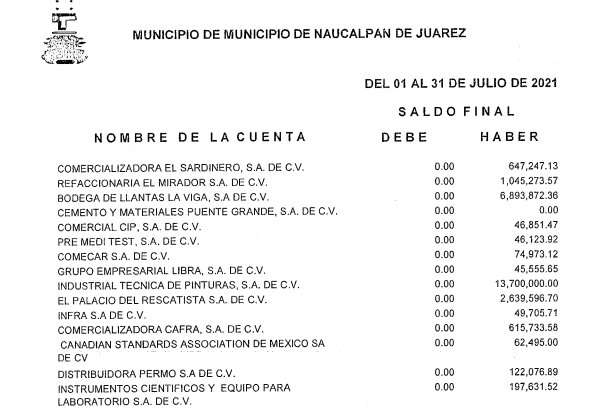 MUNICIPIO DE MUNICIPIO DE NAUCALPAN DE JUAREZ
DEL 01 AL 31 DE JULIO DE 2021
SALDO FINAL
NOMBRE DE LA CUENTA DEBE HABER
COMERCIALIZADORA EL SARDINERO, S.A. DE C.V. 0.00 647,247.13
REFACCIONARIA EL MIRADOR S.A. DE C.V. 0.00 1,045,273.57
BODEGA DE LLANTAS LA VIGA, S.A DE C.V. 0.00 6,893,872.36
CEMENTO Y MATERIALES PUENTE GRANDE, S.A. DE C.V. 0.00 0.00
COMERCIAL CIP, S.A. DE C.V. 0.00 46,851.47
PRE MEDI TEST, S.A. DE C.V. 0.00 46,123.92
COMECAR S.A. DE C.V. 0.00 74,973.12
GRUPO EMPRESARIAL LIBRA, S.A. DE C.V. 0.00 45,555.65
INDUSTRIAL TECNICA DE PINTURAS, S.A. DE C.V. 0.00 13,700,000.00
EL PALACIO DEL RESCATISTA S.A. DE C.V. 0.00 2,639,596.70
INFRA S.A DE C.V. 0.00 49,705.71
COMERCIALIZADORA CAFRA, S.A. DE C.V. 0.00 615,733.58
CANADIAN STANDARDS ASSOCIATION DE MEXICO SA 0.00 62,495.00
DE CV
DISTRIBUIDORA PERMO S.A DE C.V. 0.00 122,076.89
INSTRUMENTOS CIENTIFICOS Y EQUIPO PARA 0.00 197,631.52
LABORATORIO S.A. DE C.V.